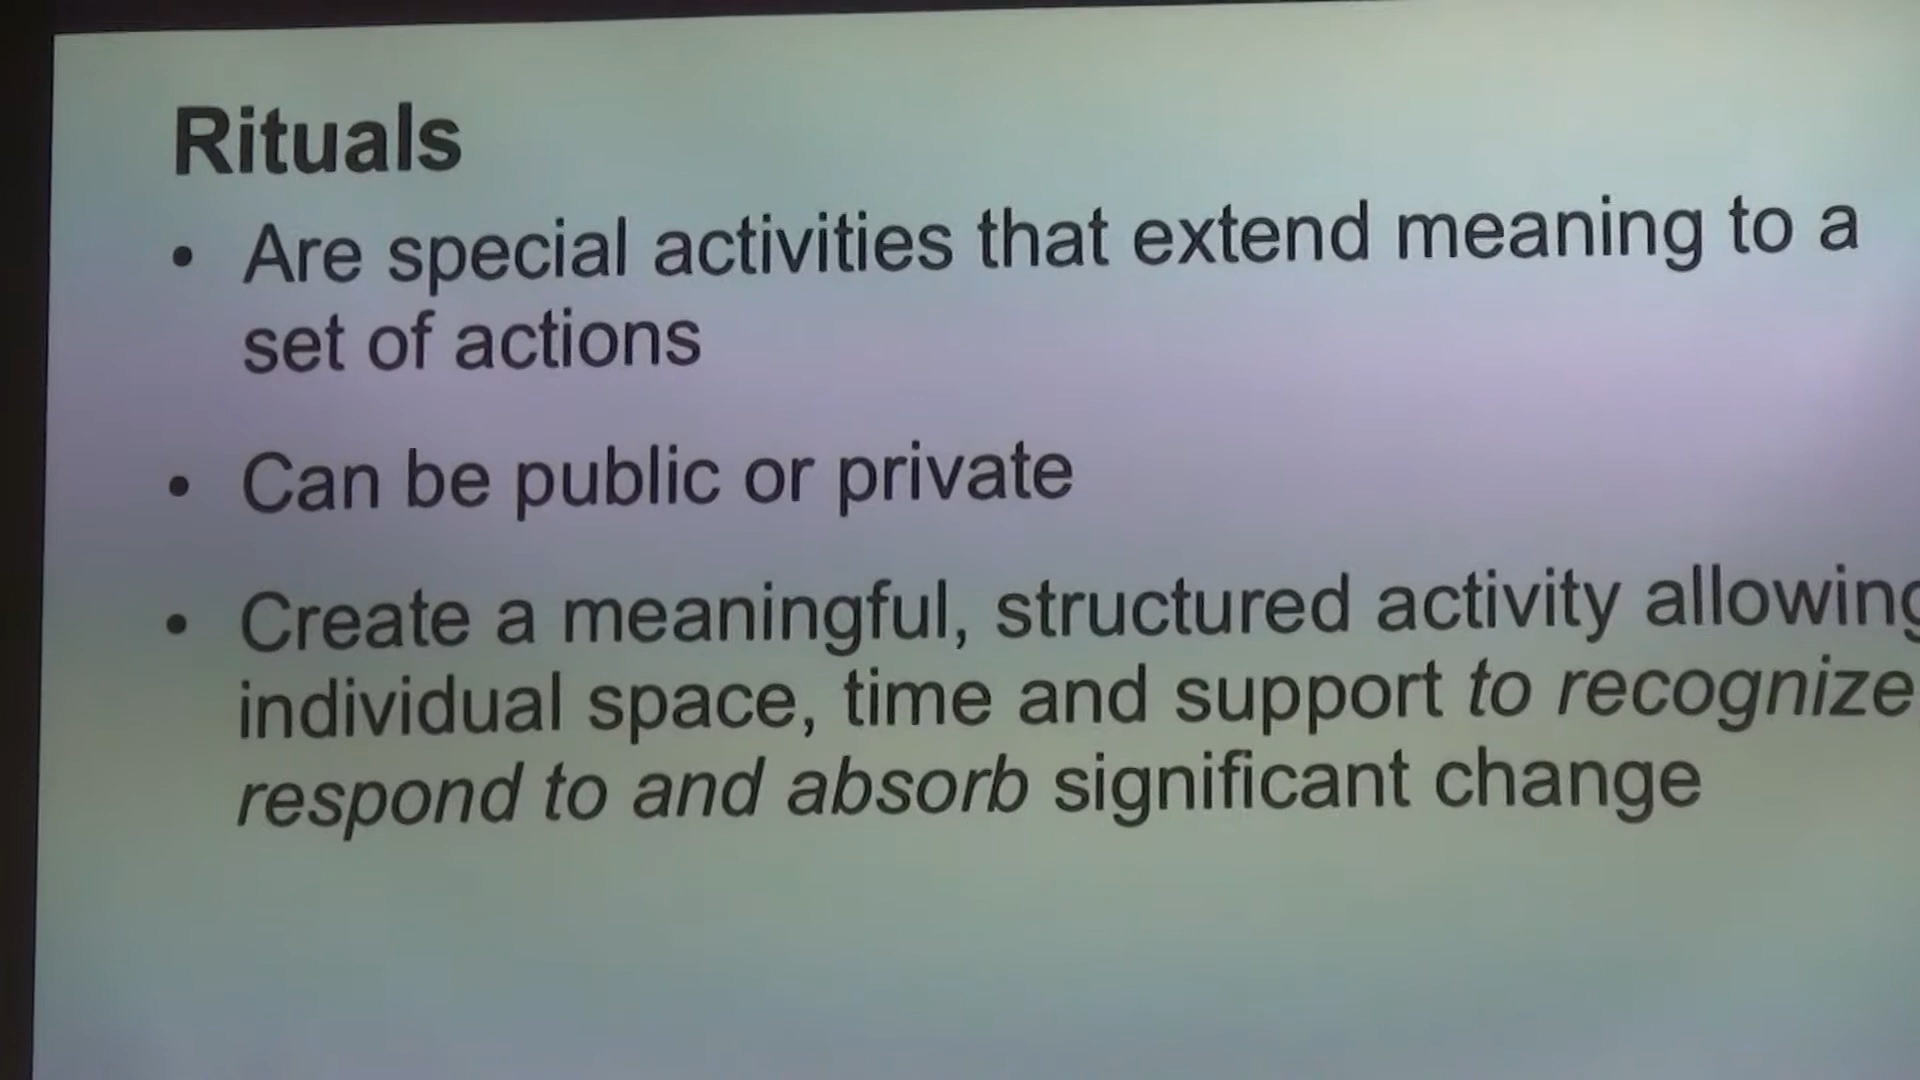 Rituals
• Are special activities that extend meaning to a
set of actions
• Can be public or private
• Create a meaningful, structured activity allowing
individual space, time and support to recognize
respond to and absorb significant change